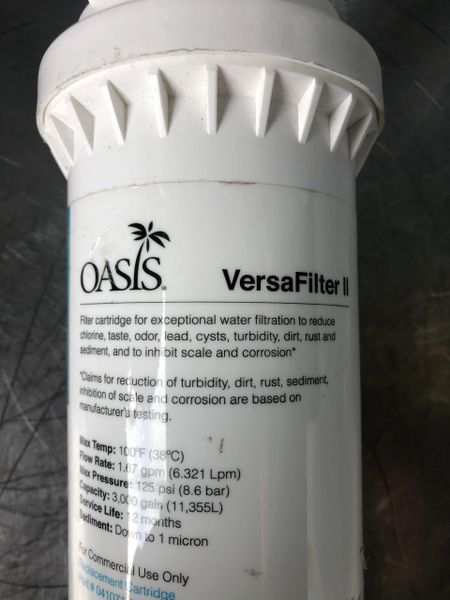 OASIS
VersaFilter II
Filter cartridge for exceptional water filtration to reduce
chlorine, taste, odor, lead, cysts, turbidity, dirt, rust and
sediment, and to inhibit scale and corrosion*
*Claims for reduction of turbidity, dirt, rust, sediment,
inhibition of scale and corrosion are based on
manufacturer's testing.
Max Temp: 100°F (38°C)
Flow Rate: 1.67 gpm (6.321 Lpm)
Max Pressure: 125 psi (8.6 bar)
Capacity: 3,000 gals (11,355L)
Service Life: 12 months
Sediment: Down to 1 micron
For Commercial Use Only
Replacement Cartridge
Part #